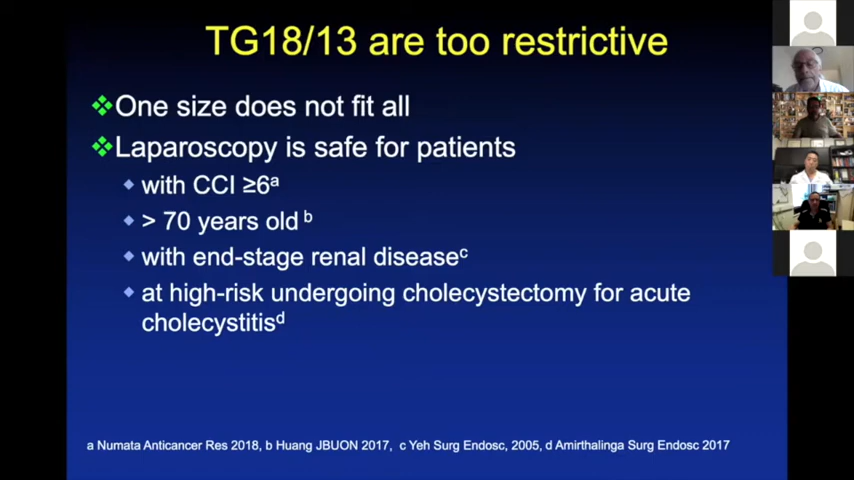 TG18/13 are too restrictive
One size does not fit all
Laparoscopy is safe for patients
with CCI ≥6a
> 70 years old b
with end-stage renal diseasec
at high-risk undergoing cholecystectomy for acute
cholecystitisd
a Numata Anticancer Res 2018, b Huang JBUON 2017, c Yeh Surg Endosc, 2005, d Amirthalinga Surg Endosc 2017